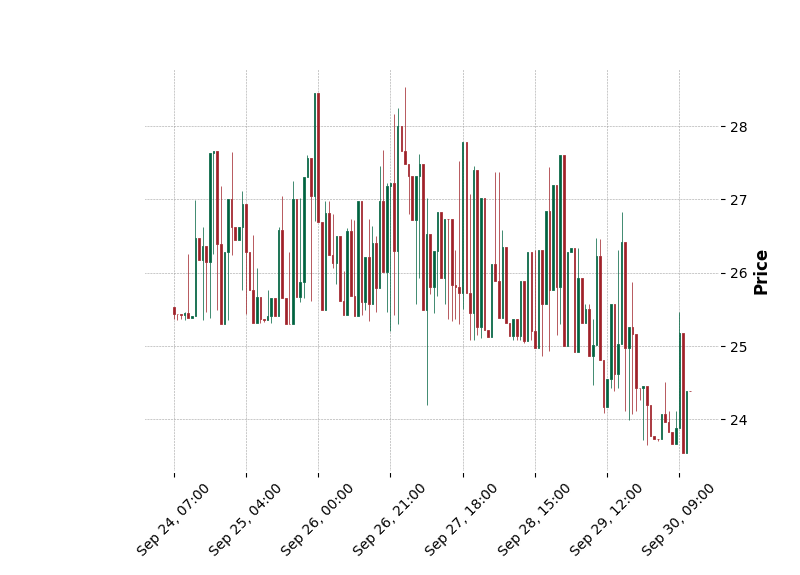 28
27
26
25
24
Price
Sep 24, 07:00
Sep 25, 04:00
Sep 26, 00:00
Sep 26, 21:00
Sep 27, 18:00
Sep 28, 15:00
Sep 29, 12:00
Sep 30, 09:00